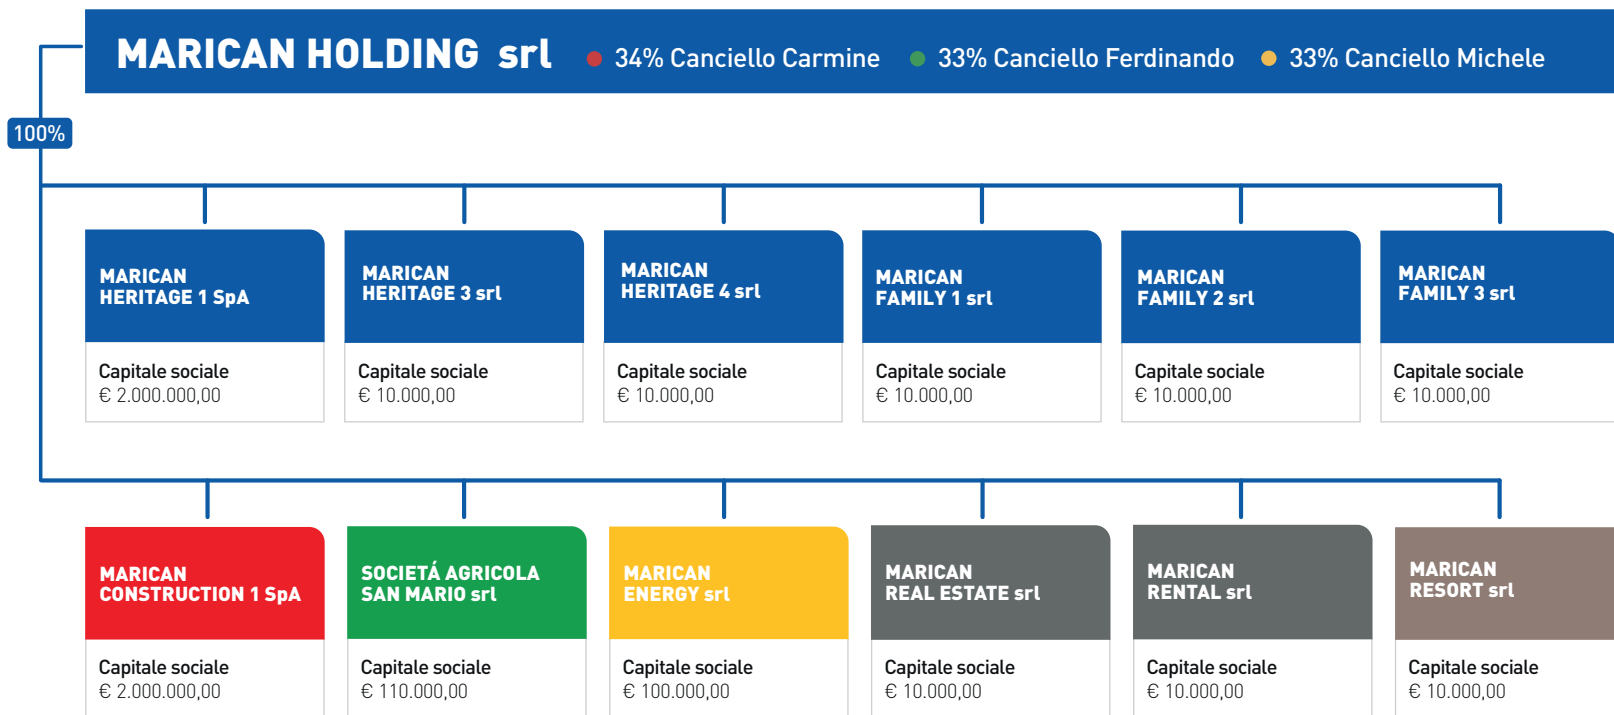 MARICAN HOLDING srl
34% Canciello Carmine
33% Canciello Ferdinando
33% Canciello Michele
100%
MARICAN
HERITAGE 1 SpA
Capitale sociale
€ 2.000.000,00
MARICAN
HERITAGE 3 srl
Capitale sociale
€ 10.000,00
MARICAN
HERITAGE 4 srl
Capitale sociale
€ 10.000,00
MARICAN
FAMILY 1 srl
Capitale sociale
€ 10.000,00
MARICAN
FAMILY 2 srl
Capitale sociale
€ 10.000,00
MARICAN
FAMILY 3 srl
Capitale sociale
€ 10.000,00
MARICAN
CONSTRUCTION 1 SpA
Capitale sociale
€ 2.000.000,00
SOCIETÁ AGRICOLA
SAN MARIO srl
Capitale sociale
€ 110.000,00
MARICAN
ENERGY srl
Capitale sociale
€ 100.000,00
MARICAN
REAL ESTATE srl
Capitale sociale
€ 10.000,00
MARICAN
RENTAL srl
Capitale sociale
€ 10.000,00
MARICAN
RESORT srl
Capitale sociale
€ 10.000,00